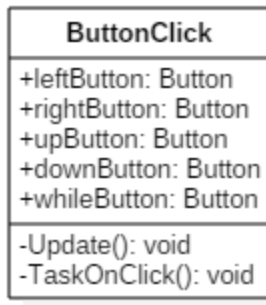 ButtonClick
+leftButton: Button
+rightButton: Button
+upButton: Button
+downButton: Button
+whileButton: Button
-Update(): void
-TaskOnClick(): void